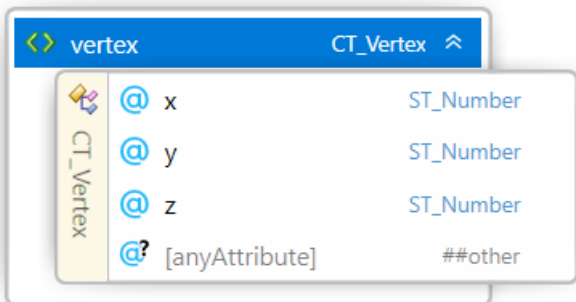 vertex CT_Vertex
CT_Vertex
@ x ST_Number
@ y ST_Number
@ z ST_Number
@? [anyAttribute] ##other